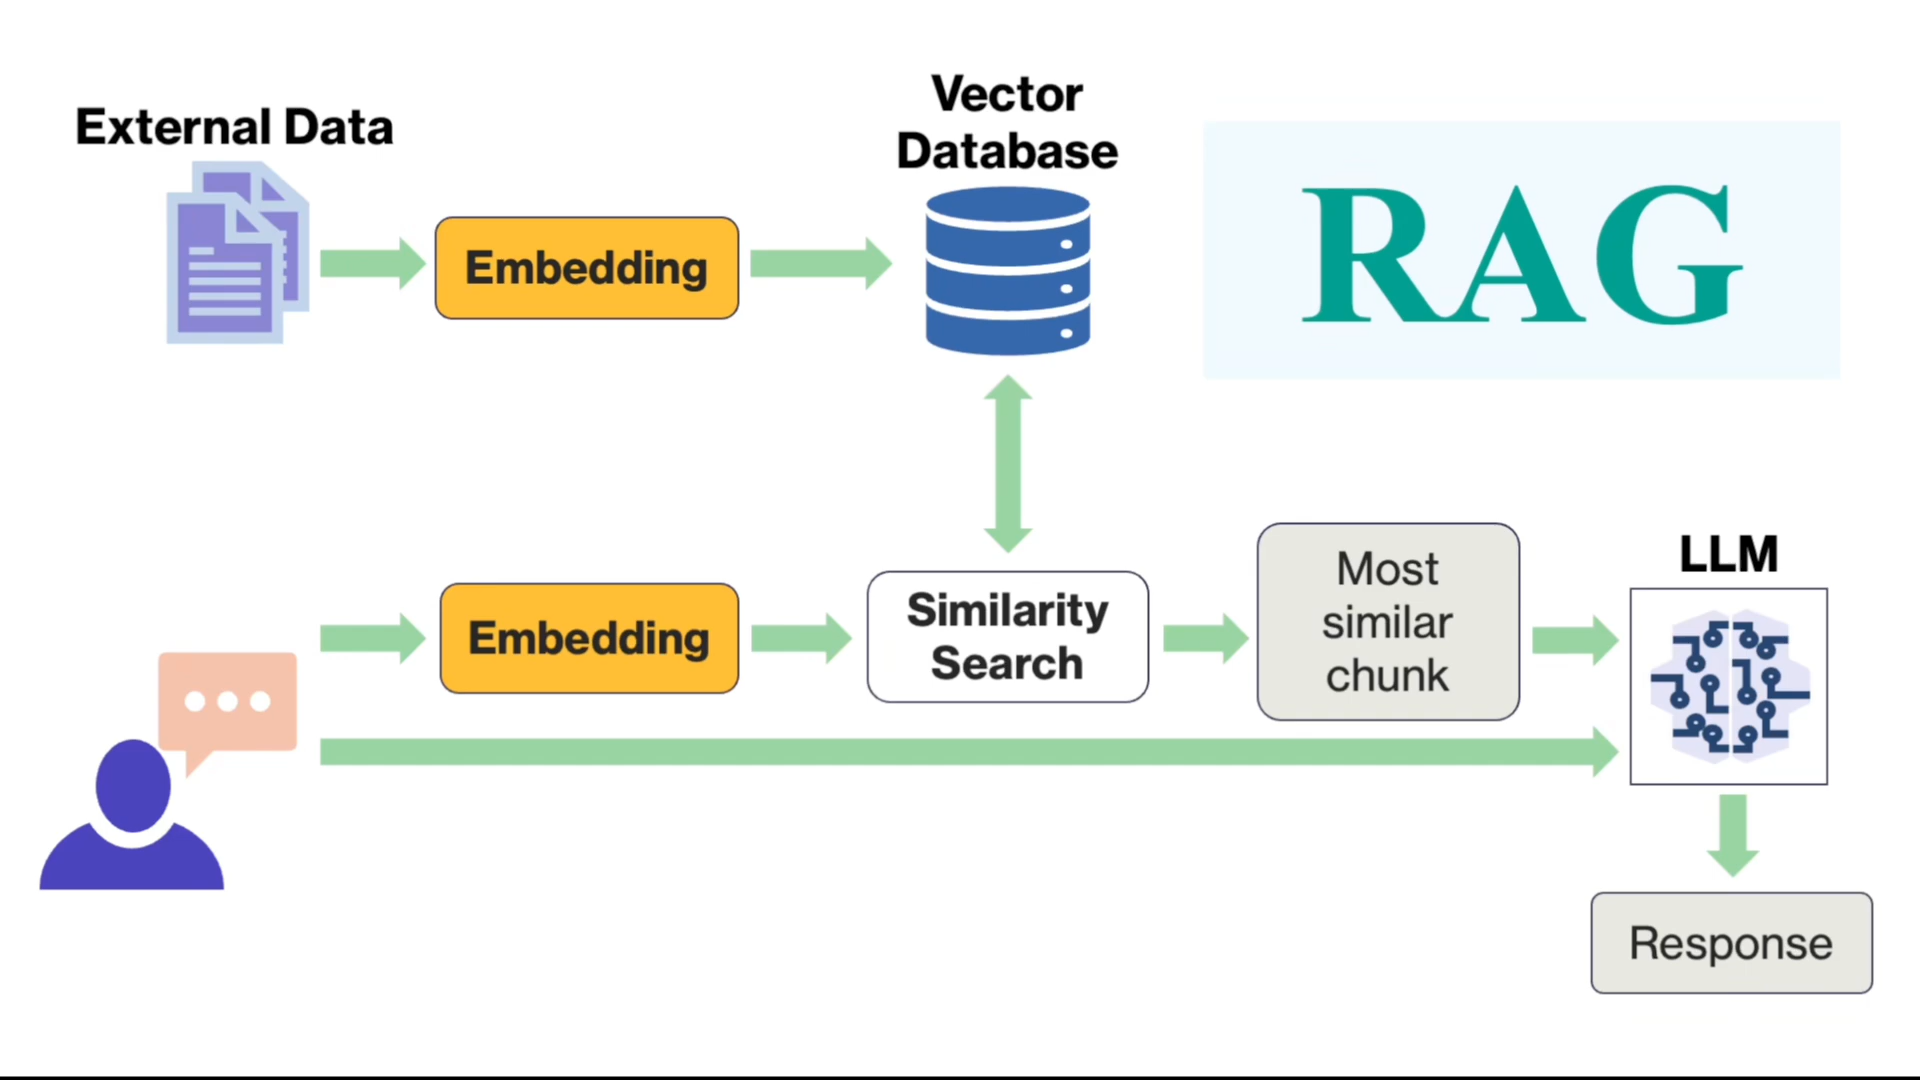 External Data
Embedding
Vector
Database
RAG
Embedding
Similarity
Search
Most
similar
chunk
LLM
Response